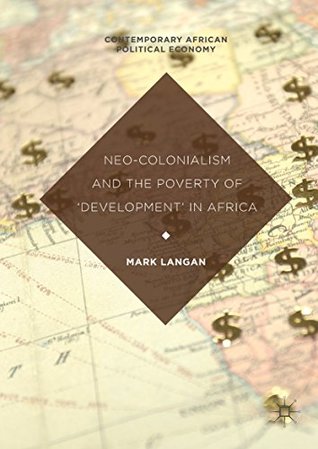 CONTEMPORARY AFRICAN
POLITICAL ECONOMY
NEO-COLONIALISM
AND THE POVERTY OF
‘DEVELOPMENT’ IN AFRICA
MARK LANGAN